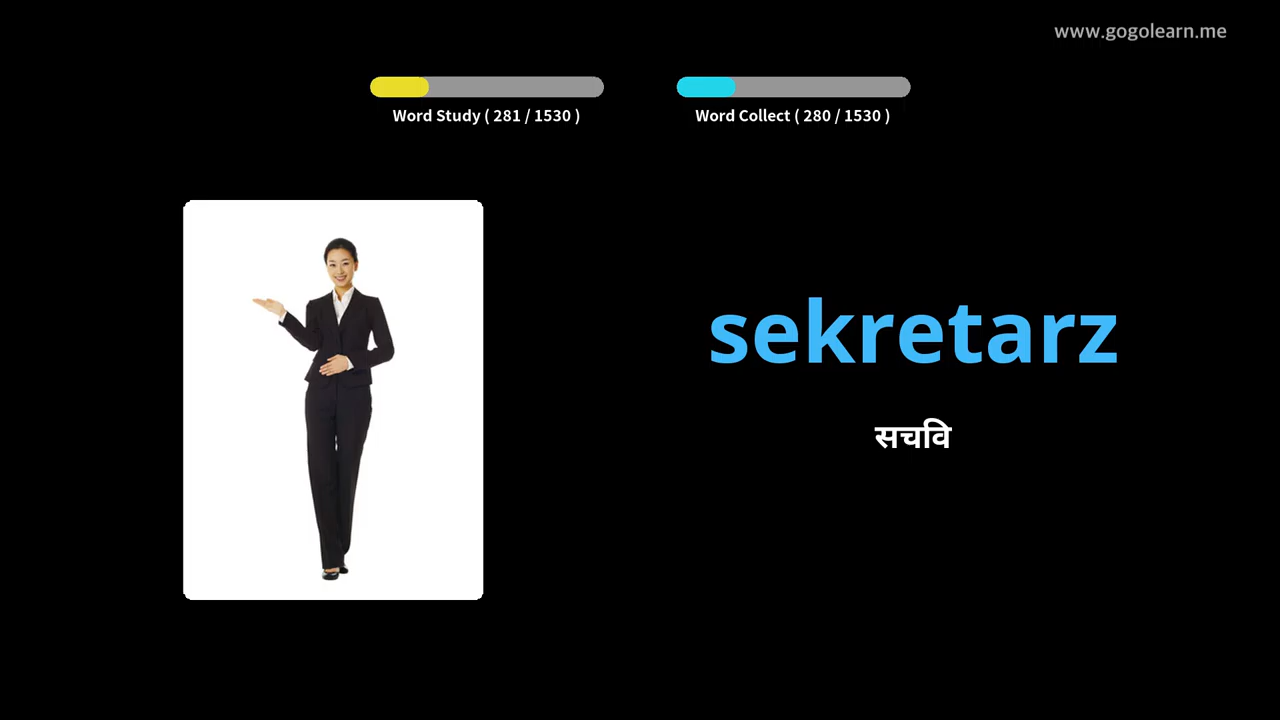 www.gogolearn.me
Word Study ( 281 / 1530 )
Word Collect ( 280 / 1530 )
sekretarz
सचवि